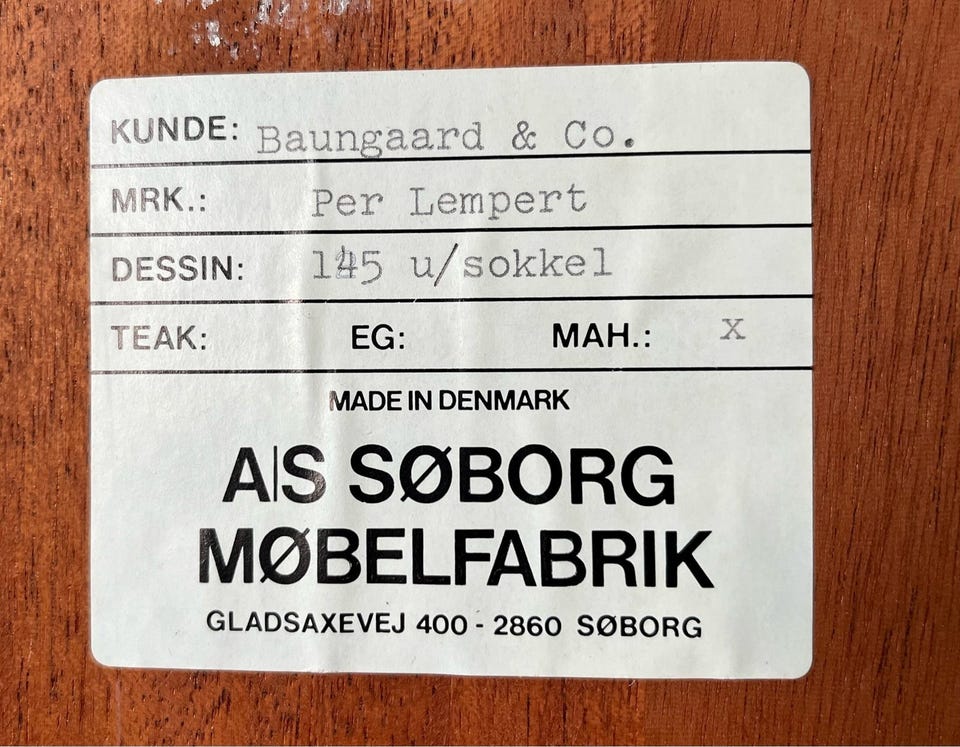 KUNDE: Baungaard & Co.
MRK.: Per Lempert
DESSIN: 145 u/sokkel
TEAK: EG: MAH.: X
MADE IN DENMARK
A|S SØBORG
MØBELFABRIK
GLADSAXEVEJ 400 - 2860 SØBORG